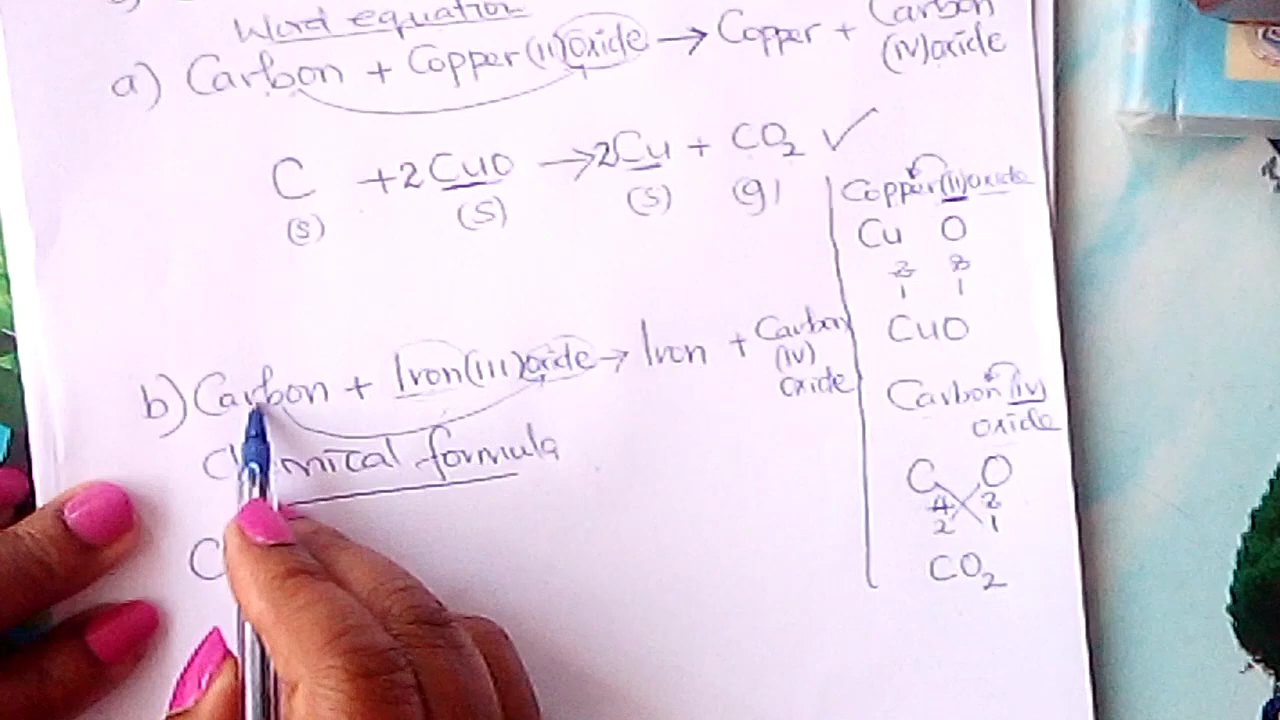 Word equation
a) Carbon + Copper (II) oxide → Copper + Carbon (IV) oxide
C + 2 CuO → 2Cu + CO2 ✓
(s) (s) (s) (g)
b) Carbon + Iron (III) oxide → Iron + Carbon (IV) oxide
mical formula
C
Copper (II) oxide
Cu O
2 2
1 1
CuO
Carbon (IV)
oxide
C O
4 2
2 1
CO2